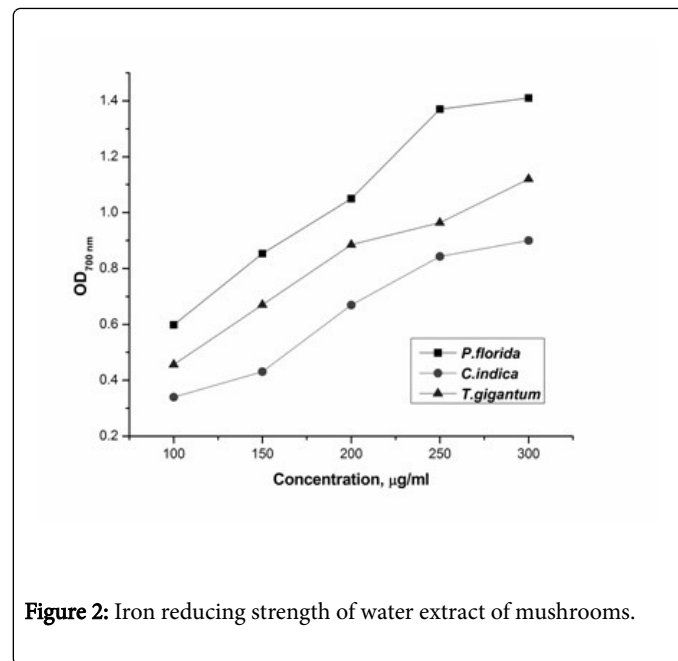 1.4
1.2
1.0
0.8
0.6
0.4
0.2
OD700 nm
P.florida
C.indica
T.gigantum
100 150 200 250 300
Concentration, μg/ml
Figure 2: Iron reducing strength of water extract of mushrooms.